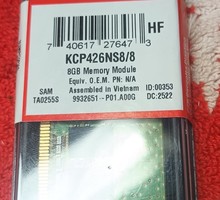 7 40617 27647 3 HF
KCP426NS8/8
8GB Memory Module
Equiv. O.E.M. PN: N/A
SAM Assembled in Vietnam ID:00353
TA0255S 9932651-P01.A00G DC:2522